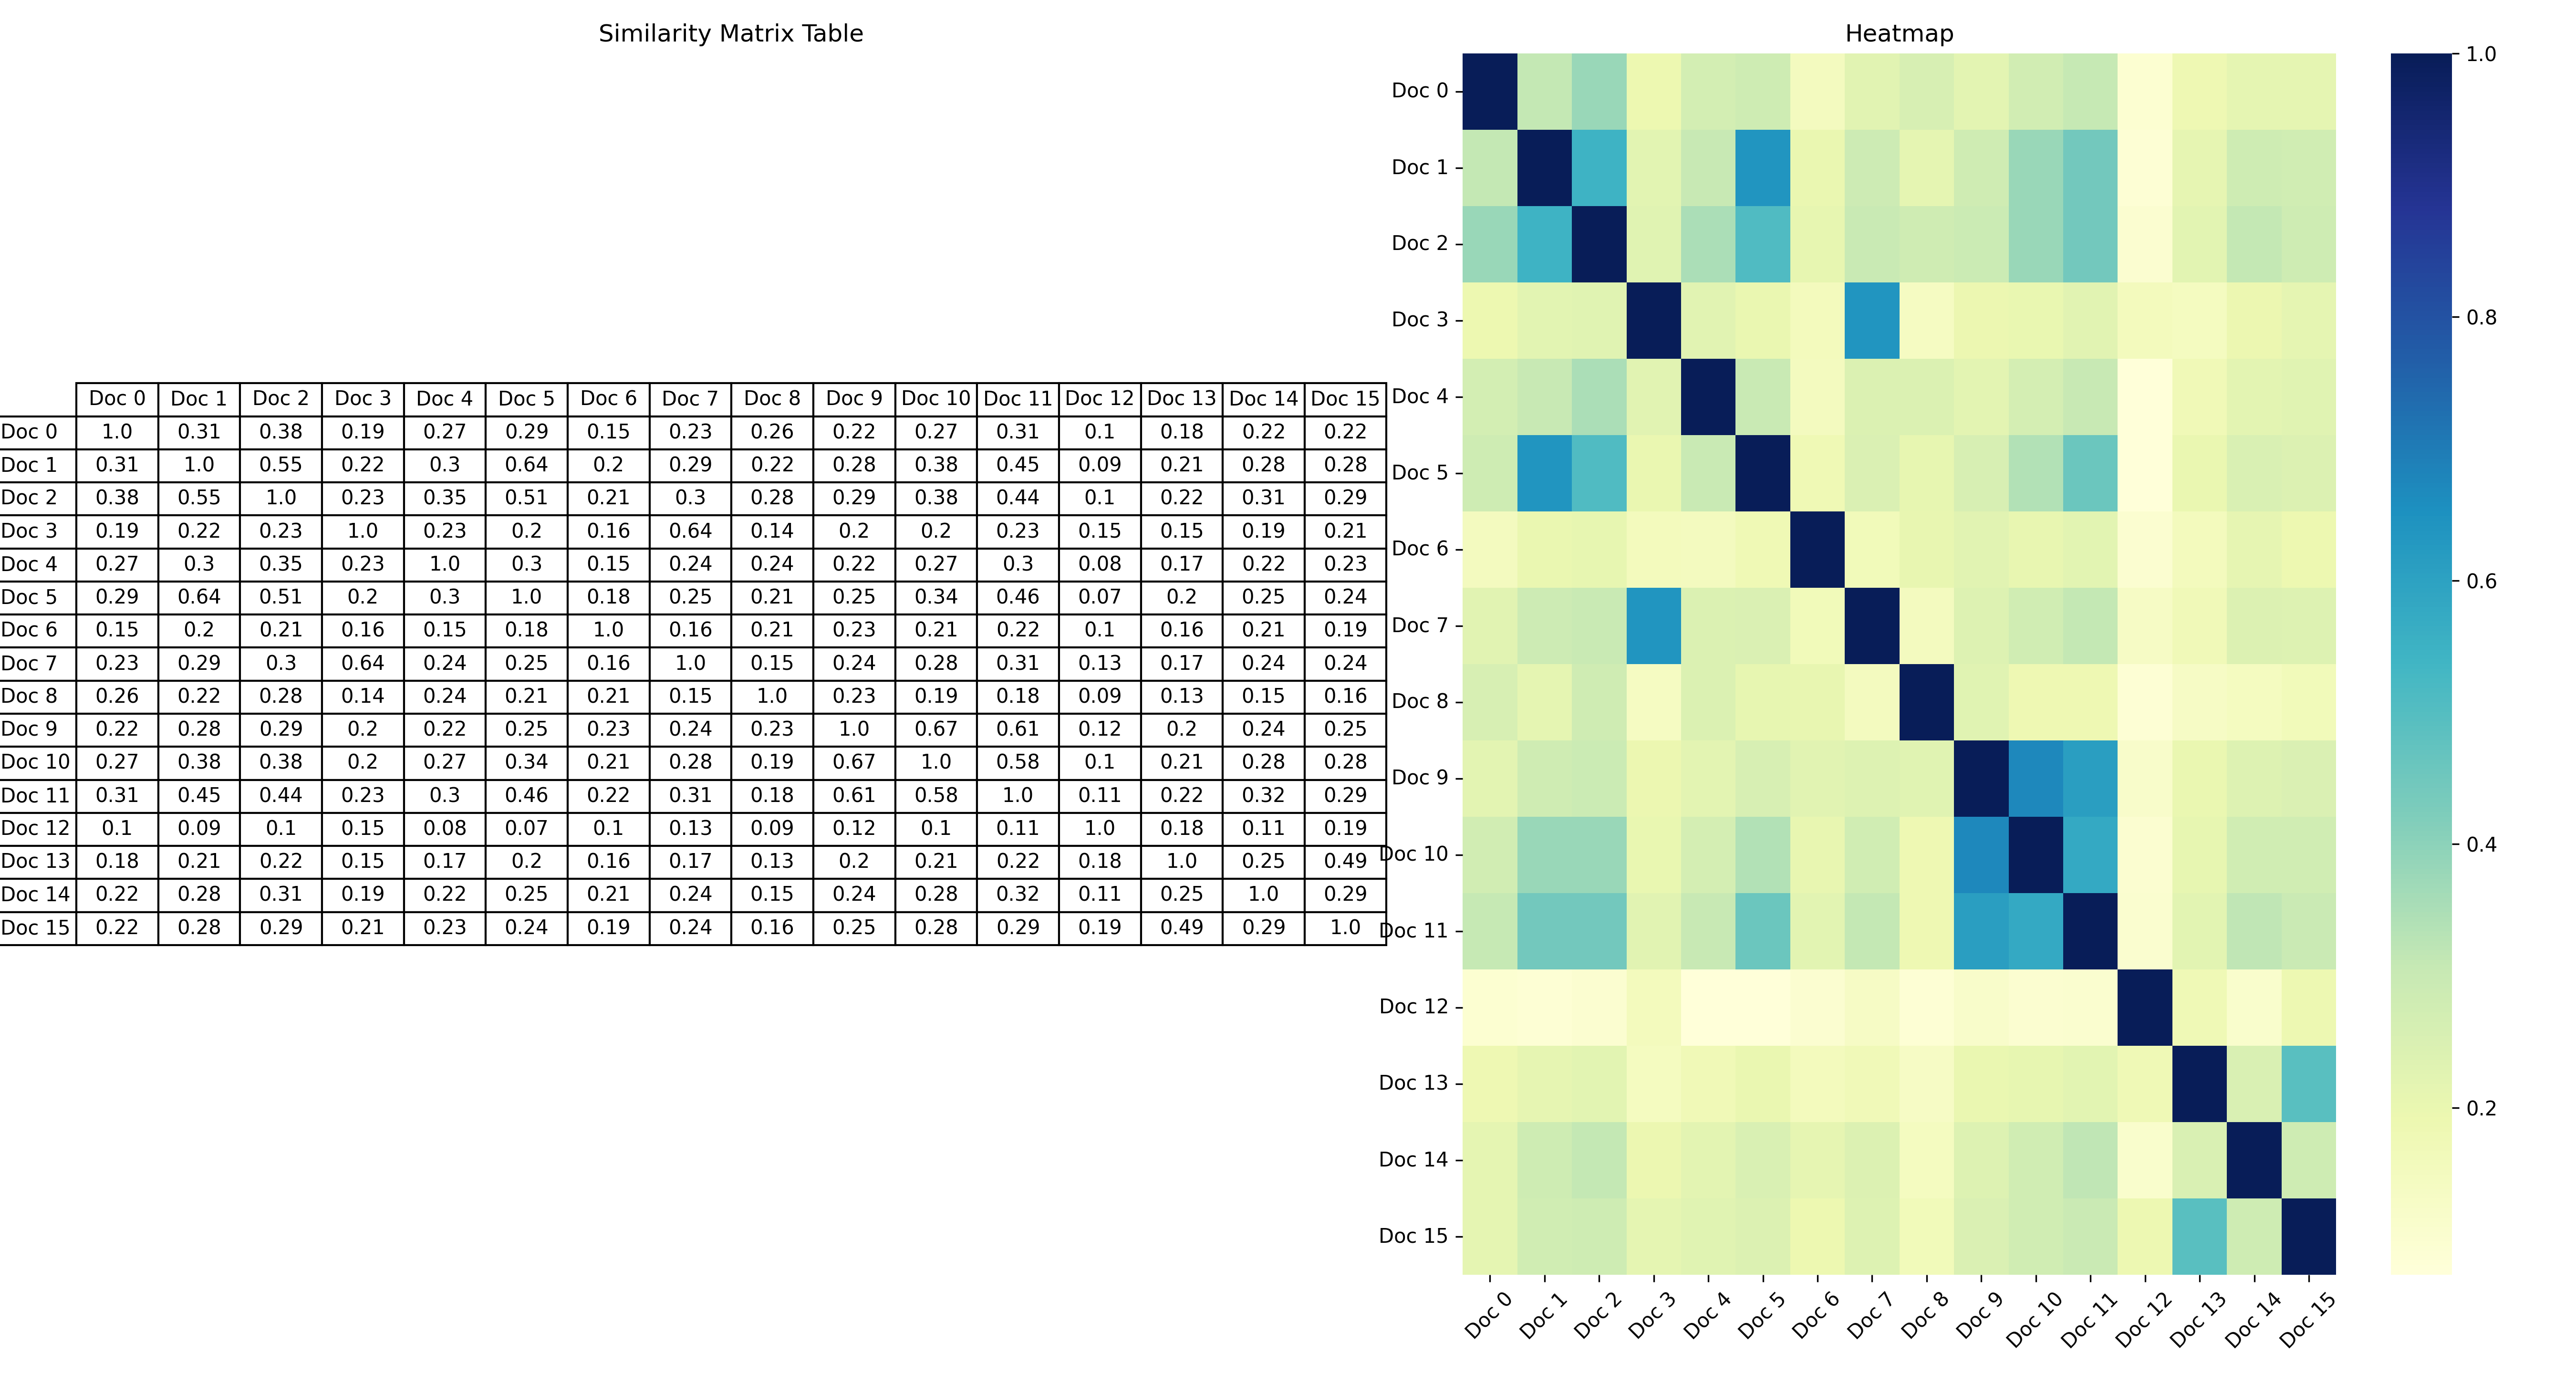 Similarity Matrix Table
Doc 0 Doc 1 Doc 2 Doc 3 Doc 4 Doc 5 Doc 6 Doc 7 Doc 8 Doc 9 Doc 10 Doc 11 Doc 12 Doc 13 Doc 14 Doc 15
Doc 0 1.0 0.31 0.38 0.19 0.27 0.29 0.15 0.23 0.26 0.22 0.27 0.31 0.1 0.18 0.22 0.22
Doc 1 0.31 1.0 0.55 0.22 0.3 0.64 0.2 0.29 0.22 0.28 0.38 0.45 0.09 0.21 0.28 0.28
Doc 2 0.38 0.55 1.0 0.23 0.35 0.51 0.21 0.3 0.28 0.29 0.38 0.44 0.1 0.22 0.31 0.29
Doc 3 0.19 0.22 0.23 1.0 0.23 0.2 0.16 0.64 0.14 0.2 0.2 0.23 0.15 0.15 0.19 0.21
Doc 4 0.27 0.3 0.35 0.23 1.0 0.3 0.15 0.24 0.24 0.22 0.27 0.3 0.08 0.17 0.22 0.23
Doc 5 0.29 0.64 0.51 0.2 0.3 1.0 0.18 0.25 0.21 0.25 0.34 0.46 0.07 0.2 0.25 0.24
Doc 6 0.15 0.2 0.21 0.16 0.15 0.18 1.0 0.16 0.21 0.23 0.21 0.22 0.1 0.16 0.21 0.19
Doc 7 0.23 0.29 0.3 0.64 0.24 0.25 0.16 1.0 0.15 0.24 0.28 0.31 0.13 0.17 0.24 0.24
Doc 8 0.26 0.22 0.28 0.14 0.24 0.21 0.21 0.15 1.0 0.23 0.19 0.18 0.09 0.13 0.15 0.16
Doc 9 0.22 0.28 0.29 0.2 0.22 0.25 0.23 0.24 0.23 1.0 0.67 0.61 0.12 0.2 0.24 0.25
Doc 10 0.27 0.38 0.38 0.2 0.27 0.34 0.21 0.28 0.19 0.67 1.0 0.58 0.1 0.21 0.28 0.28
Doc 11 0.31 0.45 0.44 0.23 0.3 0.46 0.22 0.31 0.18 0.61 0.58 1.0 0.11 0.22 0.32 0.29
Doc 12 0.1 0.09 0.1 0.15 0.08 0.07 0.1 0.13 0.09 0.12 0.1 0.11 1.0 0.18 0.11 0.19
Doc 13 0.18 0.21 0.22 0.15 0.17 0.2 0.16 0.17 0.13 0.2 0.21 0.22 0.18 1.0 0.25 0.49
Doc 14 0.22 0.28 0.31 0.19 0.22 0.25 0.21 0.24 0.15 0.24 0.28 0.32 0.11 0.25 1.0 0.29
Doc 15 0.22 0.28 0.29 0.21 0.23 0.24 0.19 0.24 0.16 0.25 0.28 0.29 0.19 0.49 0.29 1.0
Heatmap
Doc 0
Doc 1
Doc 2
Doc 3
Doc 4
Doc 5
Doc 6
Doc 7
Doc 8
Doc 9
Doc 10
Doc 11
Doc 12
Doc 13
Doc 14
Doc 15
Doc 0 Doc 1 Doc 2 Doc 3 Doc 4 Doc 5 Doc 6 Doc 7 Doc 8 Doc 9 Doc 10 Doc 11 Doc 12 Doc 13 Doc 14 Doc 15
1.0
0.8
0.6
0.4
0.2